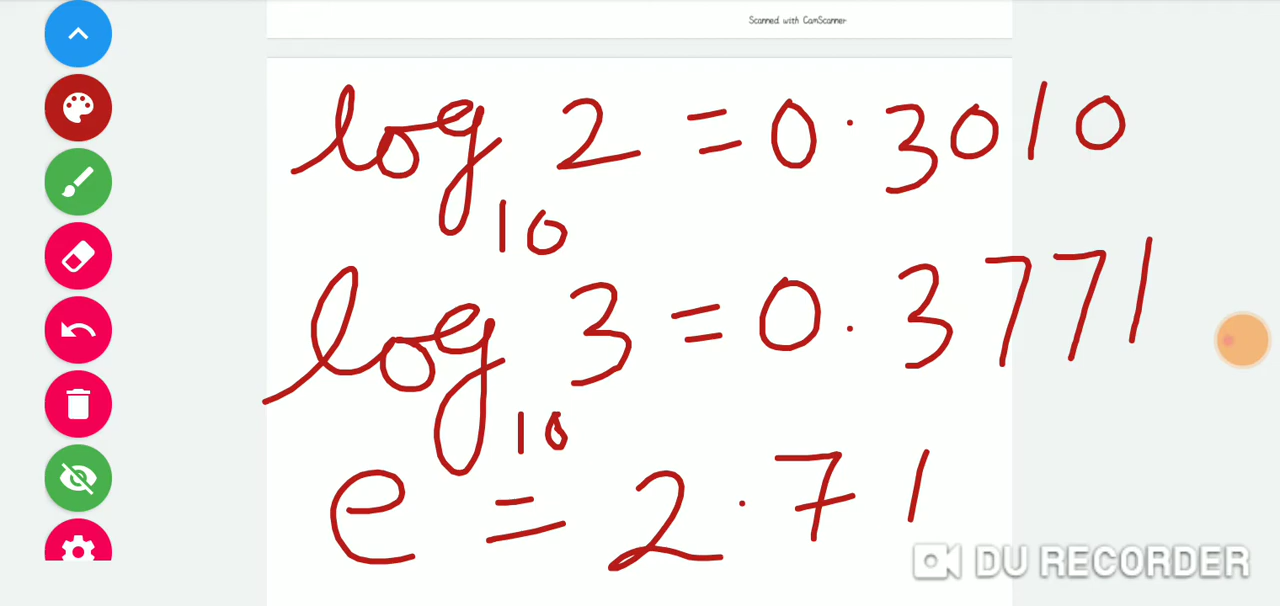 Scanned with CamScanner
log₁₀ 2 = 0.3010
log₁₀ 3 = 0.3771
e = 2.71
DU RECORDER